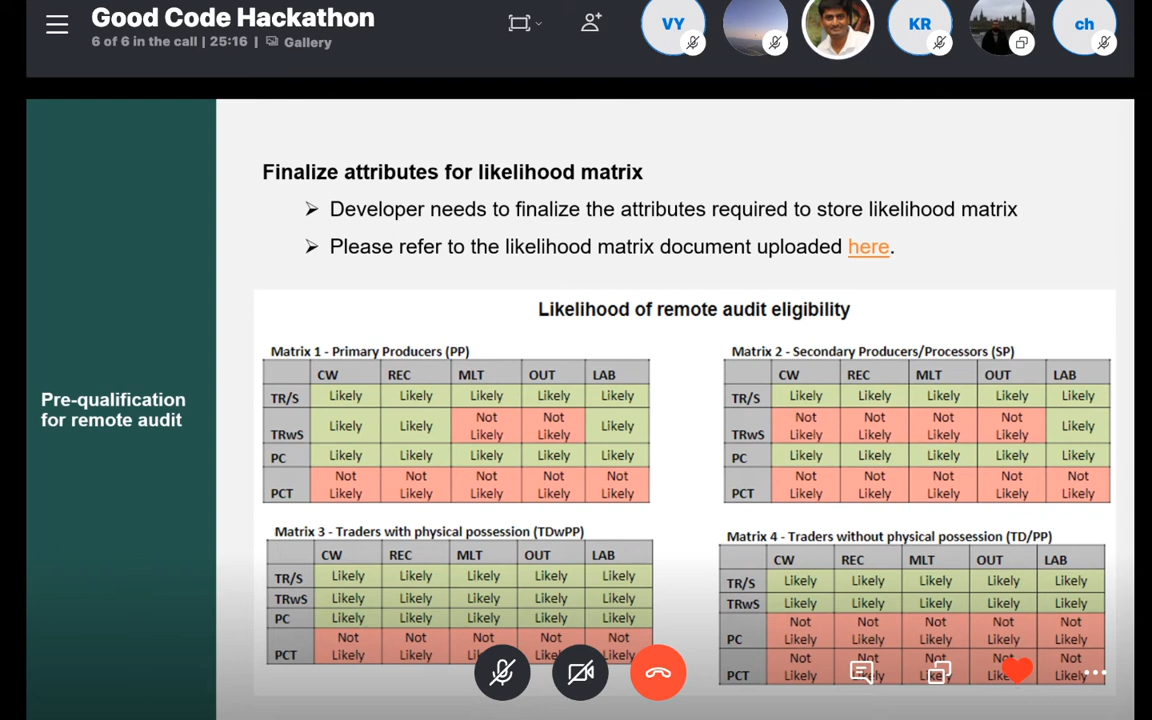 Good Code Hackathon
6 of 6 in the call | 25:16 | Gallery
VY
KR
ch
Pre-qualification
for remote audit
Finalize attributes for likelihood matrix
➢ Developer needs to finalize the attributes required to store likelihood matrix
➢ Please refer to the likelihood matrix document uploaded here.
Likelihood of remote audit eligibility
Matrix 1 - Primary Producers (PP)
CW REC MLT OUT LAB
TR/S Likely Likely Likely Likely Likely
TRwS Likely Likely Not Likely Not Likely Likely
PC Likely Likely Likely Likely Likely
PCT Not Likely Not Likely Not Likely Not Likely Not Likely
Matrix 2 - Secondary Producers/Processors (SP)
CW REC MLT OUT LAB
TR/S Likely Likely Likely Likely Likely
TRwS Not Likely Not Likely Not Likely Not Likely Likely
PC Likely Likely Likely Likely Likely
PCT Not Likely Not Likely Not Likely Not Likely Not Likely
Matrix 3 - Traders with physical possession (TDwPP)
CW REC MLT OUT LAB
TR/S Likely Likely Likely Likely Likely
TRwS Likely Likely Likely Likely Likely
PC Likely Likely Likely Likely Likely
PCT Not Likely Not Likely Not Not Not Likely
Matrix 4 - Traders without physical possession (TD/PP)
CW REC MLT OUT LAB
TR/S Likely Likely Likely Likely Likely
TRwS Likely Likely Likely Likely Likely
PC Not Likely Not Likely Not Likely Not Likely Not Likely
PCT Not Likely Not Not Not Not Likely